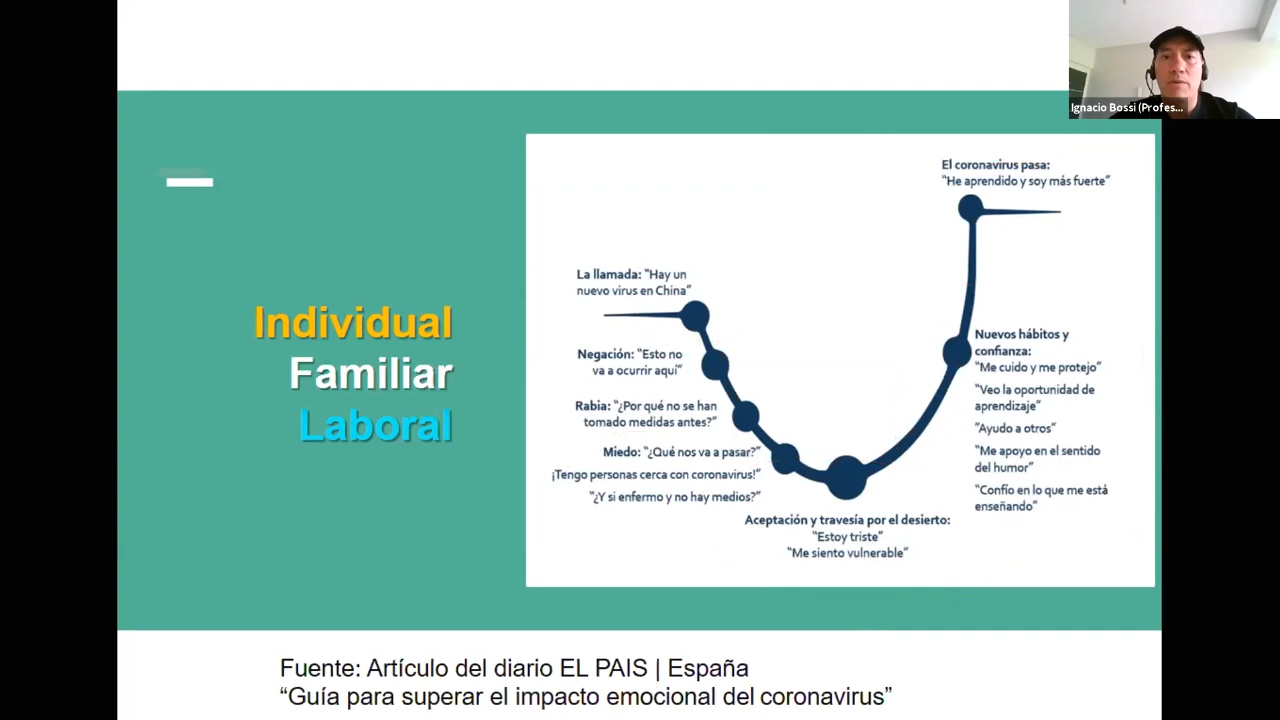 Ignacio Bossi (Profes...
Individual
Familiar
Laboral
El coronavirus pasa:
“He aprendido y soy más fuerte”
La llamada: “Hay un
nuevo virus en China”
Negación: “Esto no
va a ocurrir aquí”
Rabia: “¿Por qué no se han
tomado medidas antes?”
Miedo: “¿Qué nos va a pasar?”
¡Tengo personas cerca con coronavirus!”
“¿Y si enfermo y no hay medios?”
Aceptación y travesía por el desierto:
“Estoy triste”
“Me siento vulnerable”
Nuevos hábitos y
confianza:
“Me cuido y me protejo”
“Veo la oportunidad de
aprendizaje”
“Ayudo a otros”
“Me apoyo en el sentido
del humor”
“Confío en lo que me está
enseñando”
Fuente: Artículo del diario EL PAIS | España
“Guía para superar el impacto emocional del coronavirus”